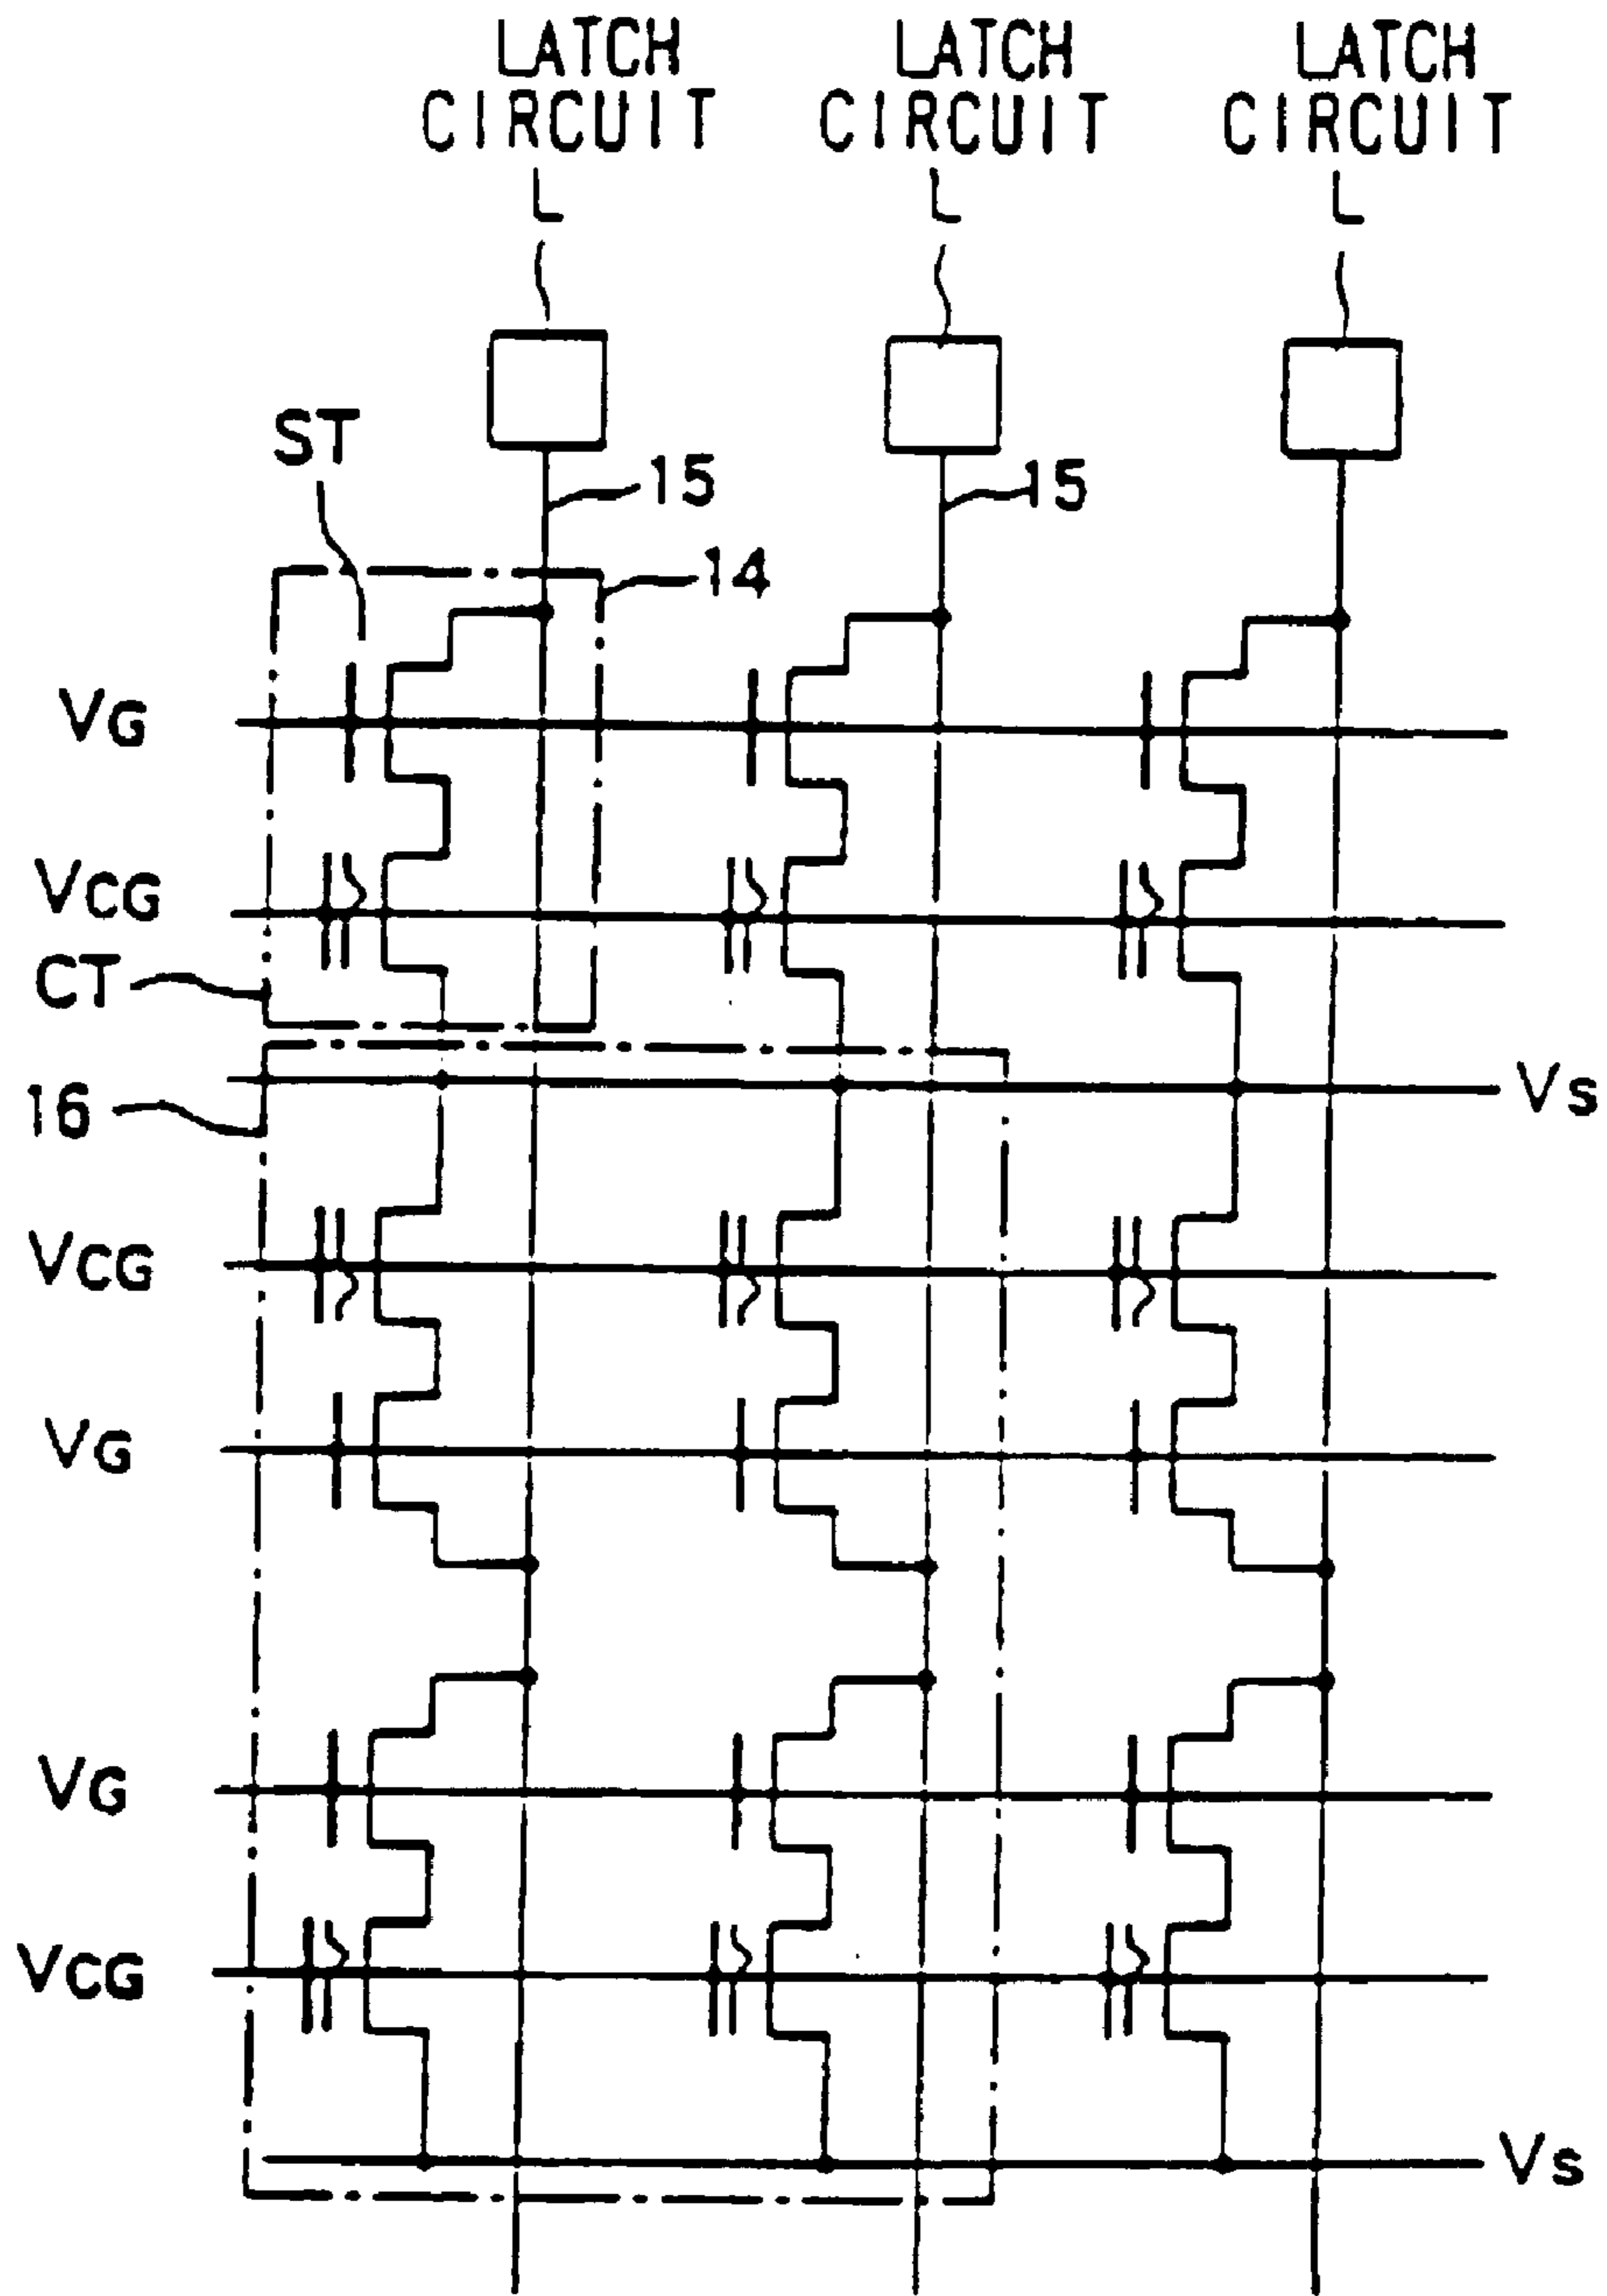 LATCH CIRCUIT
L
LATCH CIRCUIT
L
LATCH CIRCUIT
L
ST
15
15
14
VG
VCG
CT
Vs
16
VCG
VG
VG
VCG
Vs